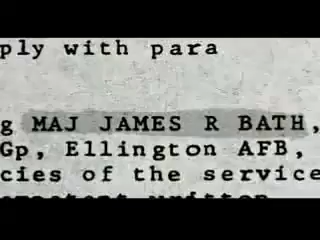 ply with para
g MAJ JAMES R BATH,
Gp, Ellington AFB,
cies of the service